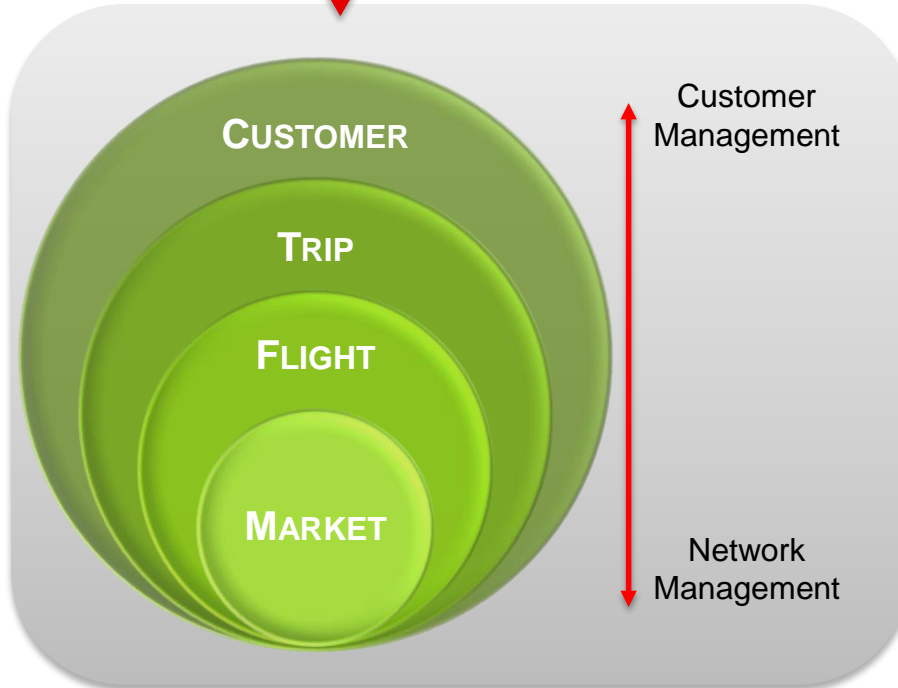 Customer
Management
CUSTOMER
TRIP
FLIGHT
MARKET
Network
Management